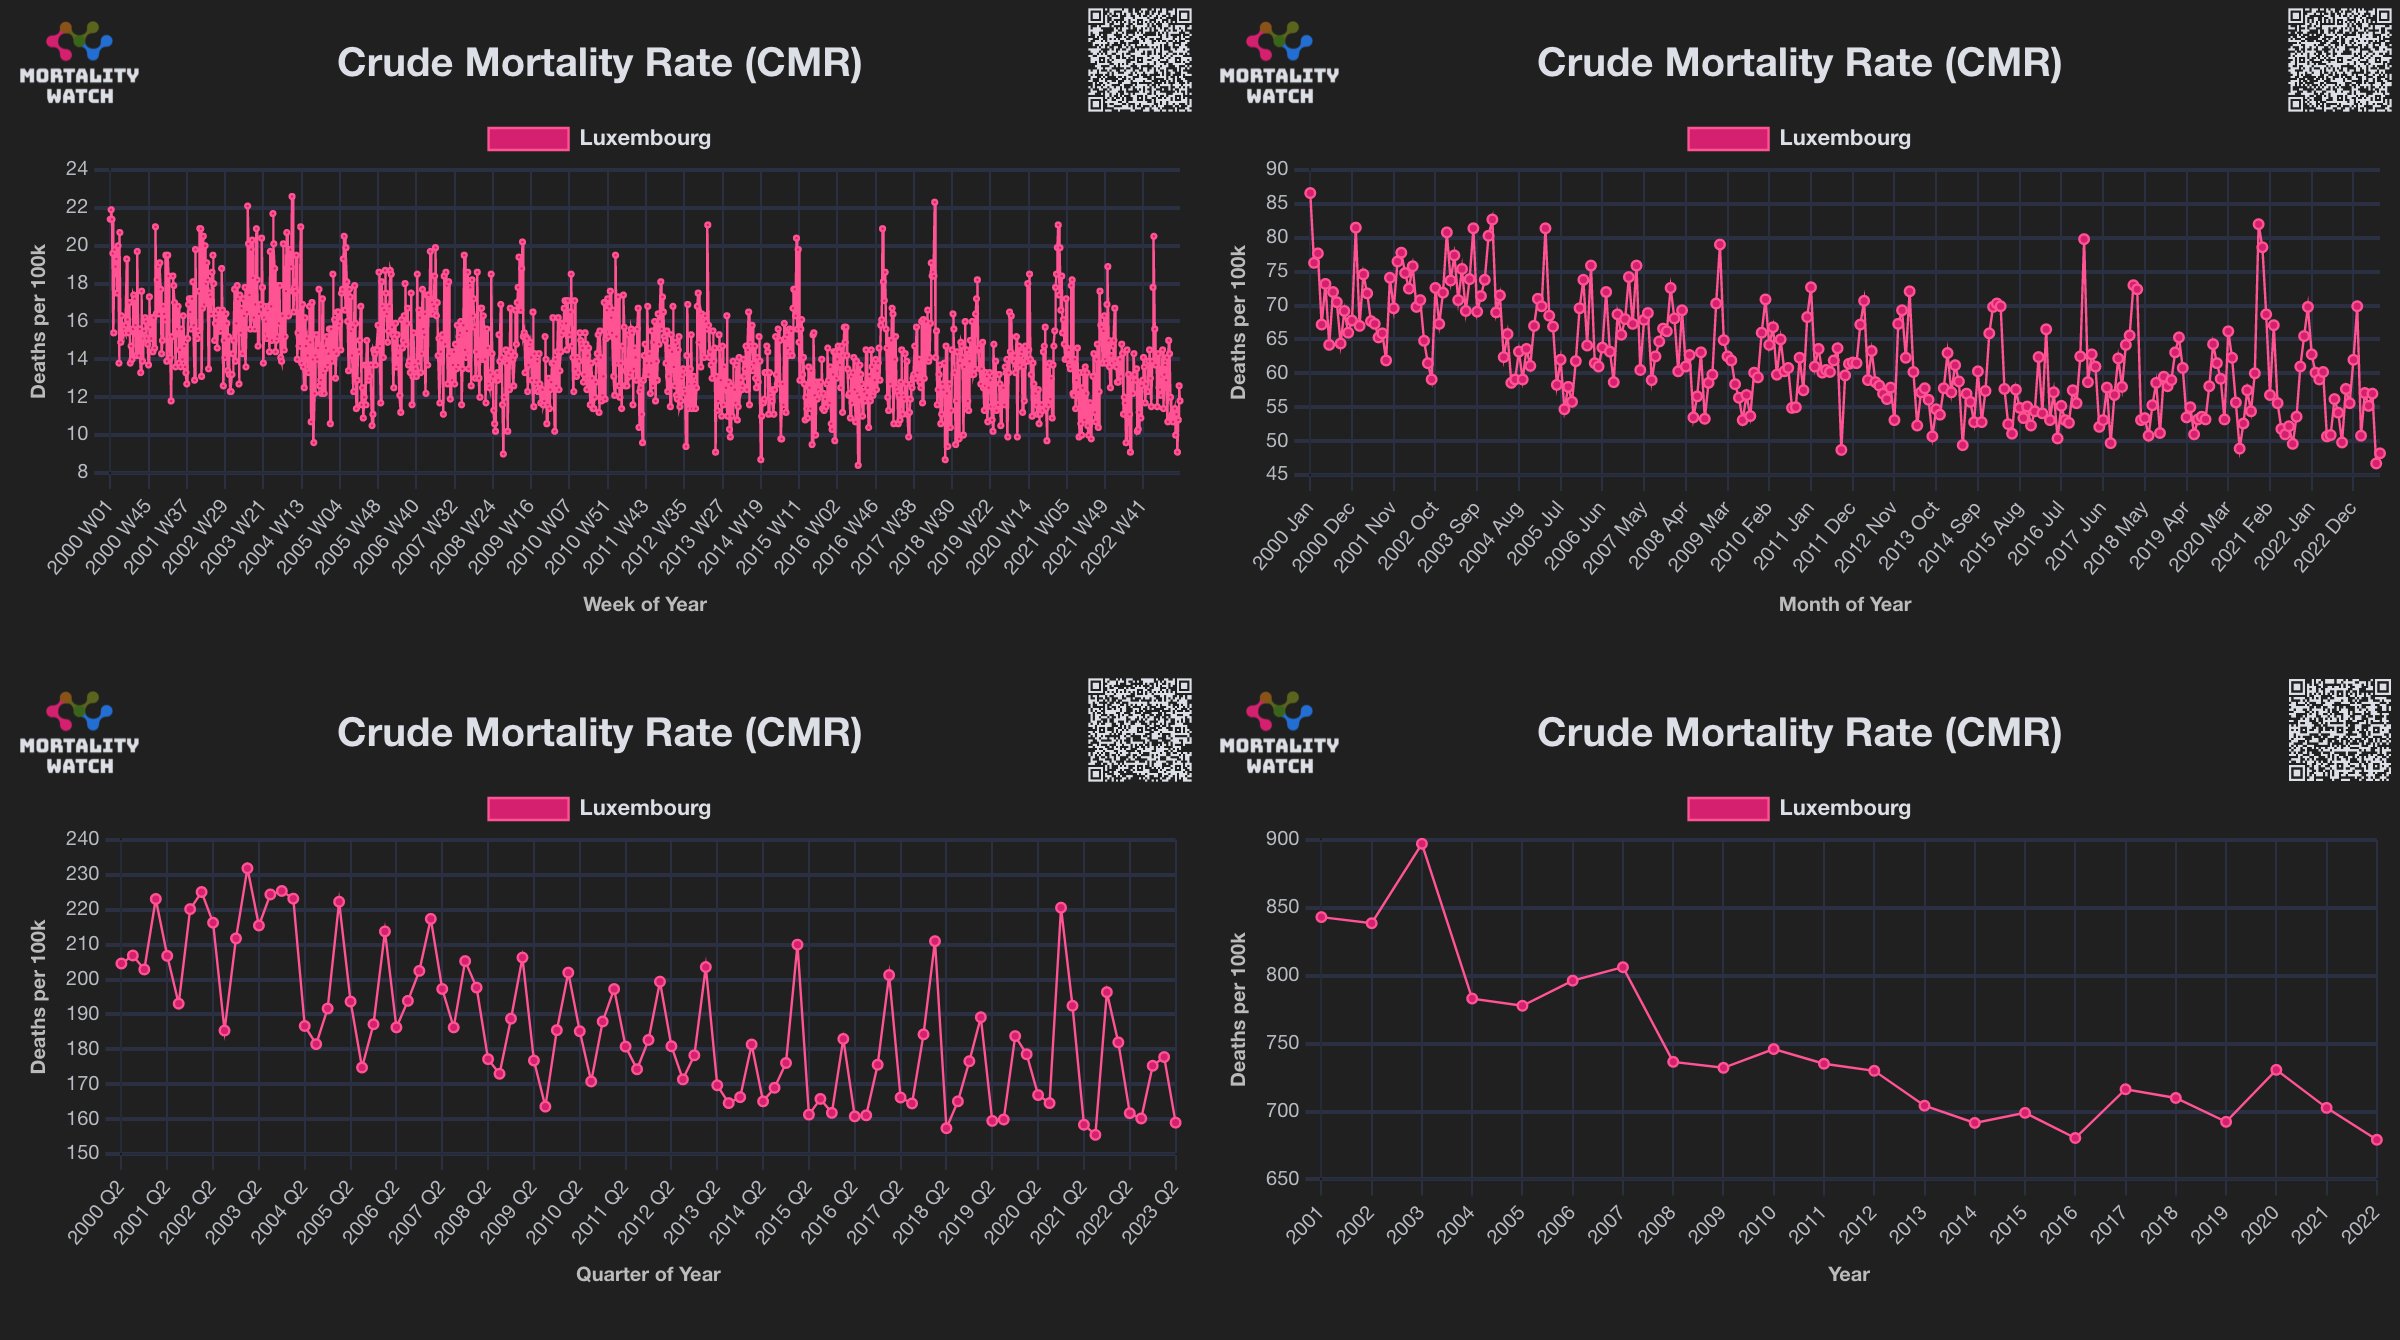 MORTALITY
WATCH
Crude Mortality Rate (CMR)
Luxembourg
Deaths per 100k
24
22
20
18
16
14
12
10
8
2000 W01
2000 W45
2001 W37
2002 W29
2003 W21
2004 W13
2005 W04
2005 W48
2006 W40
2007 W32
2008 W24
2009 W16
2010 W07
2010 W51
2011 W43
2012 W35
2013 W27
2014 W19
2015 W11
2016 W02
2016 W46
2017 W38
2018 W30
2019 W22
2020 W14
2021 W05
2021 W49
2022 W41
Week of Year
MORTALITY
WATCH
Crude Mortality Rate (CMR)
Luxembourg
Deaths per 100k
90
85
80
75
70
65
60
55
50
45
2000 Jan
2000 Dec
2001 Nov
2002 Oct
2003 Sep
2004 Aug
2005 Jul
2006 Jun
2007 May
2008 Apr
2009 Mar
2010 Feb
2011 Jan
2011 Dec
2012 Nov
2013 Oct
2014 Sep
2015 Aug
2016 Jul
2017 Jun
2018 May
2019 Apr
2020 Mar
2021 Feb
2022 Jan
2022 Dec
Month of Year
MORTALITY
WATCH
Crude Mortality Rate (CMR)
Luxembourg
Deaths per 100k
240
230
220
210
200
190
180
170
160
150
2000 Q2
2001 Q2
2002 Q2
2003 Q2
2004 Q2
2005 Q2
2006 Q2
2007 Q2
2008 Q2
2009 Q2
2010 Q2
2011 Q2
2012 Q2
2013 Q2
2014 Q2
2015 Q2
2016 Q2
2017 Q2
2018 Q2
2019 Q2
2020 Q2
2021 Q2
2022 Q2
2023 Q2
Quarter of Year
MORTALITY
WATCH
Crude Mortality Rate (CMR)
Luxembourg
Deaths per 100k
900
850
800
750
700
650
2001
2002
2003
2004
2005
2006
2007
2008
2009
2010
2011
2012
2013
2014
2015
2016
2017
2018
2019
2020
2021
2022
Year